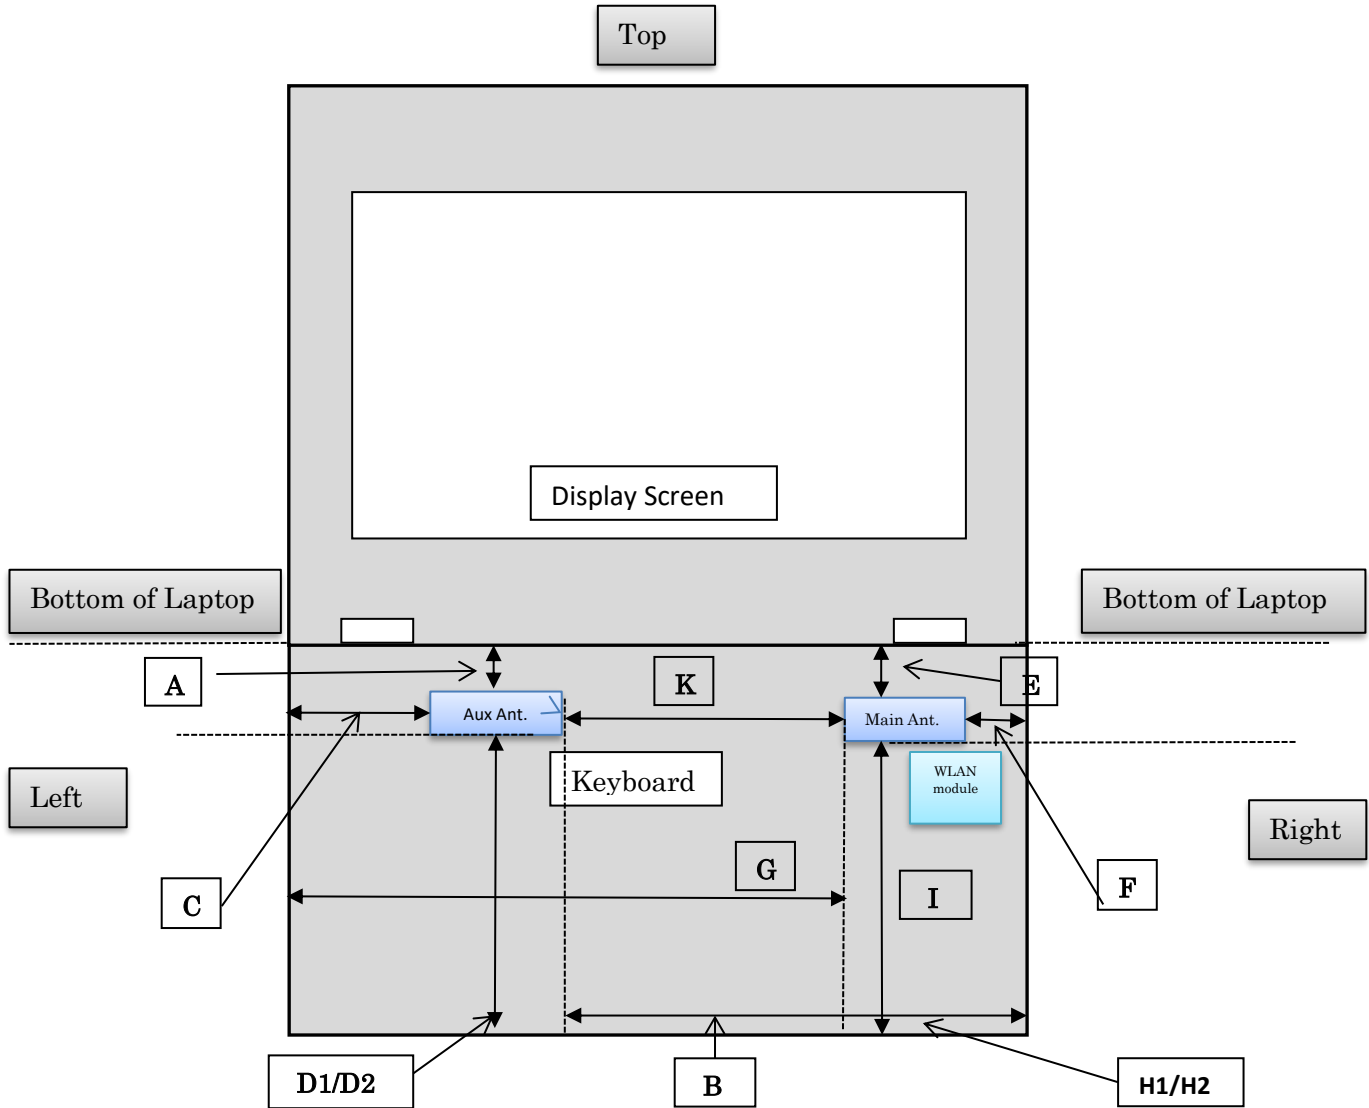 Top
Display Screen
Bottom of Laptop
Bottom of Laptop
A
K
E
Aux Ant.
Main Ant.
Keyboard
WLAN
module
Left
Right
G
C
I
F
D1/D2
B
H1/H2